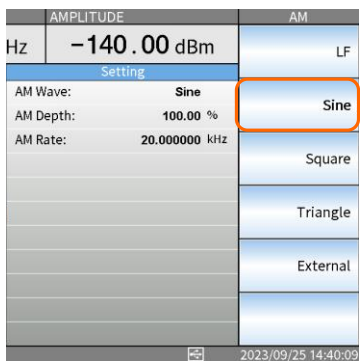 AMPLITUDE
AM
Hz
−140.00 dBm
LF
Setting
AM Wave: Sine
Sine
AM Depth: 100.00 %
AM Rate: 20.000000 kHz
Square
Triangle
External
2023/09/25 14:40:09